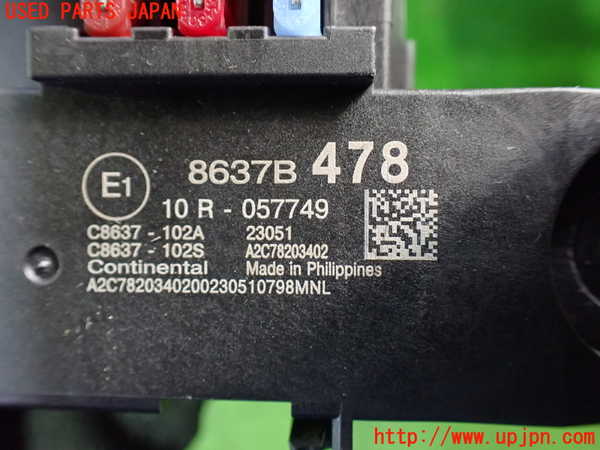 USED PARTS JAPAN
E1
8637B 478
10 R - 057749
C8637 - 102A 23051
C8637 - 102S A2C78203402
Continental Made in Philippines
A2C7820340200230510798MNL
http://www.upjpn.com